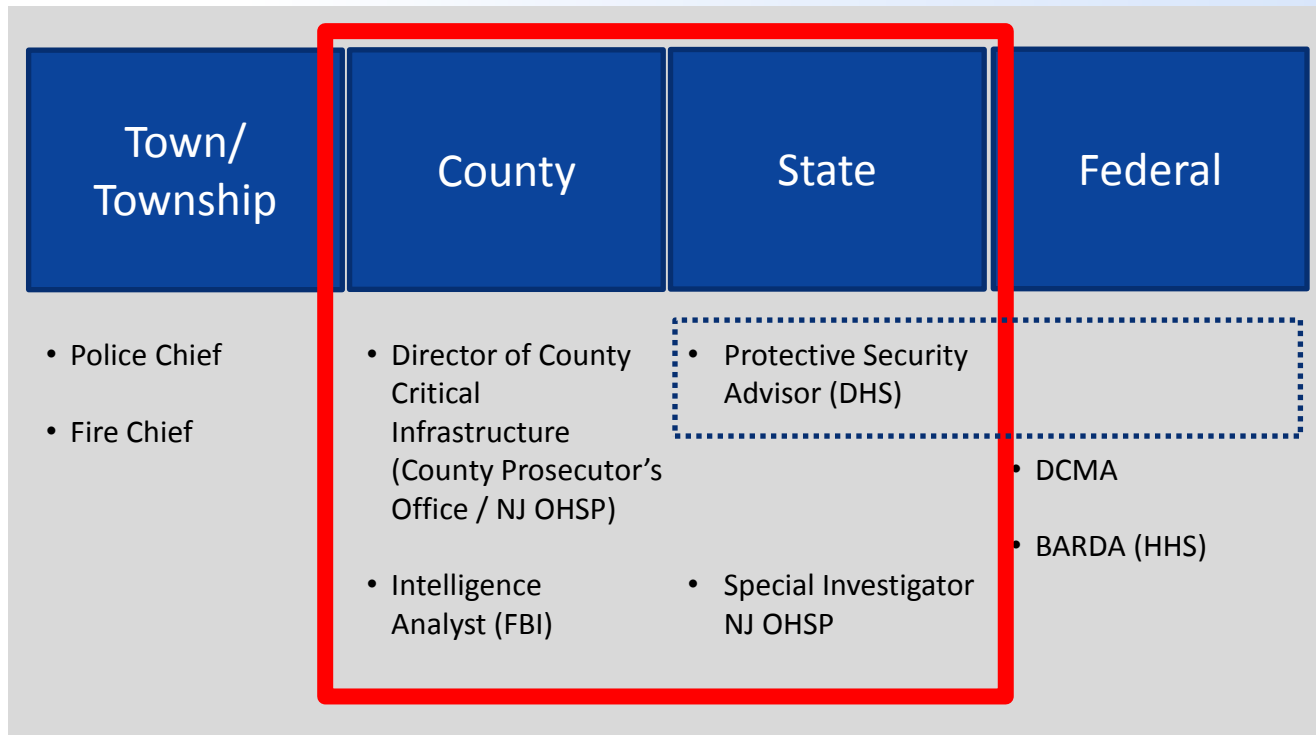 Town/
Township
County
State
Federal
• Police Chief
• Fire Chief
• Director of County
Critical
Infrastructure
(County Prosecutor’s
Office / NJ OHSP)
• Intelligence
Analyst (FBI)
• Protective Security
Advisor (DHS)
• Special Investigator
NJ OHSP
• DCMA
• BARDA (HHS)